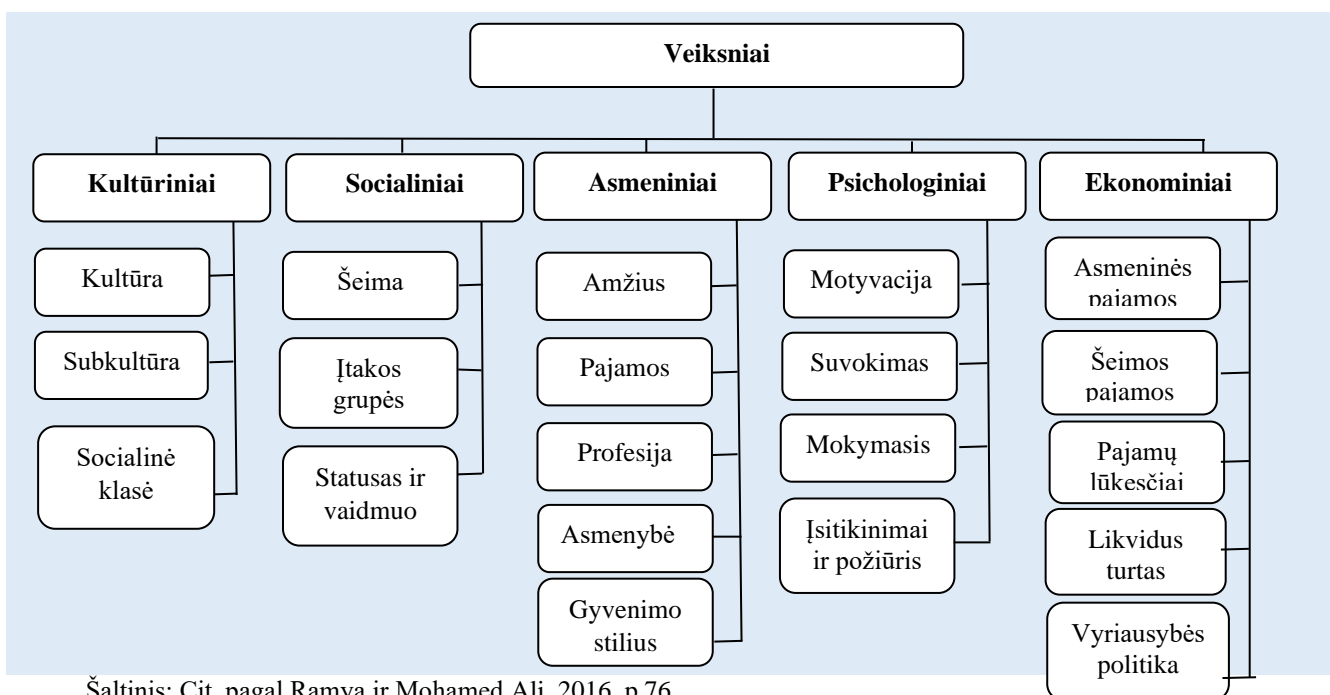 Veiksniai
Kultūriniai
Kultūra
Subkultūra
Socialinė
klasė
Socialiniai
Šeima
Įtakos
grupės
Statusas ir
vaidmuo
Asmeniniai
Amžius
Pajamos
Profesija
Asmenybė
Gyvenimo
stilius
Psichologiniai
Motyvacija
Suvokimas
Mokymasis
Įsitikinimai
ir požiūris
Ekonominiai
Asmeninės
pajamos
Šeimos
pajamos
Pajamų
lūkesčiai
Likvidus
turtas
Vyriausybės
politika
Šaltinis: Cit. pagal Ramya ir Mohamed Ali, 2016, p.76